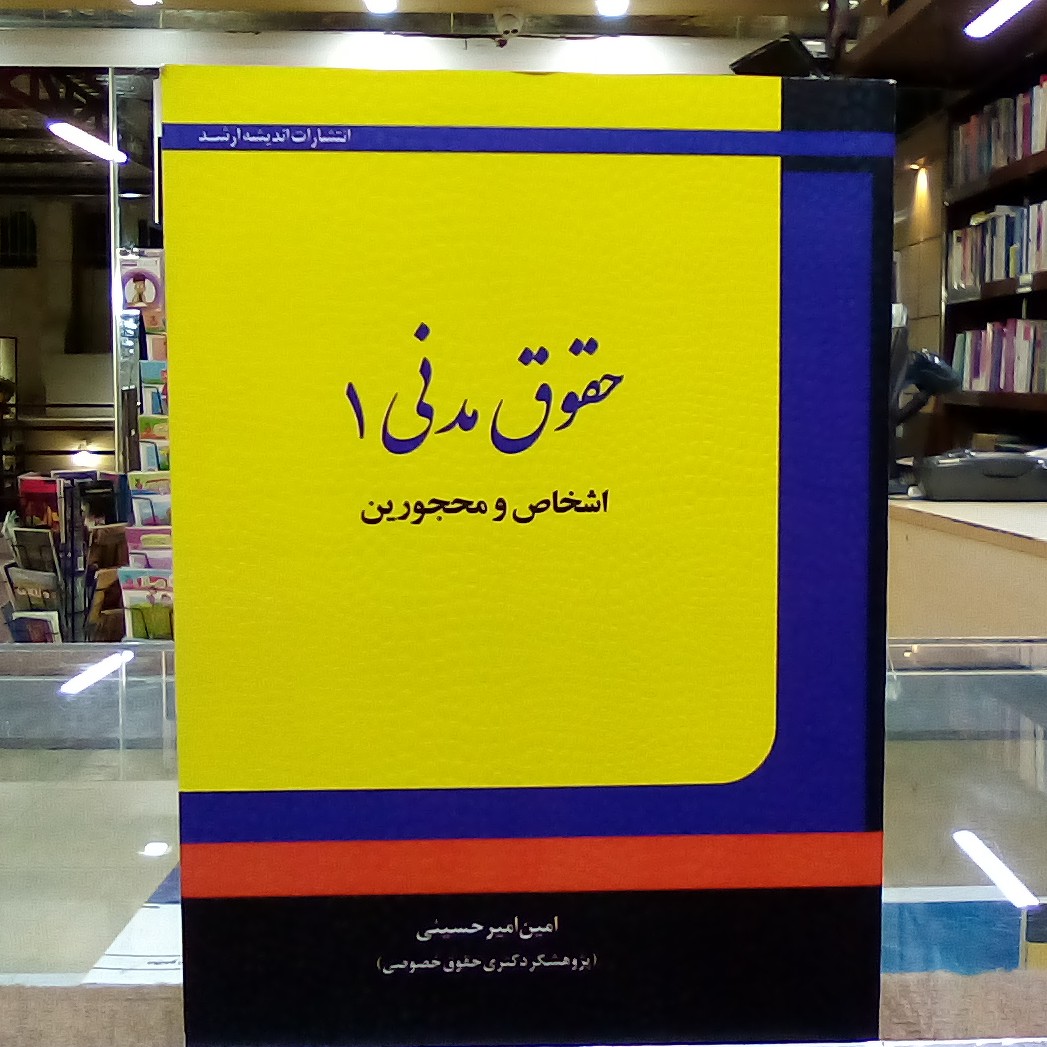 انتشارات اندیشه ارشد
حقوق مدنی ۱
اشخاص و محجورین
امین امیرحسینی
(پژوهشگر دکتری حقوق خصوصی)